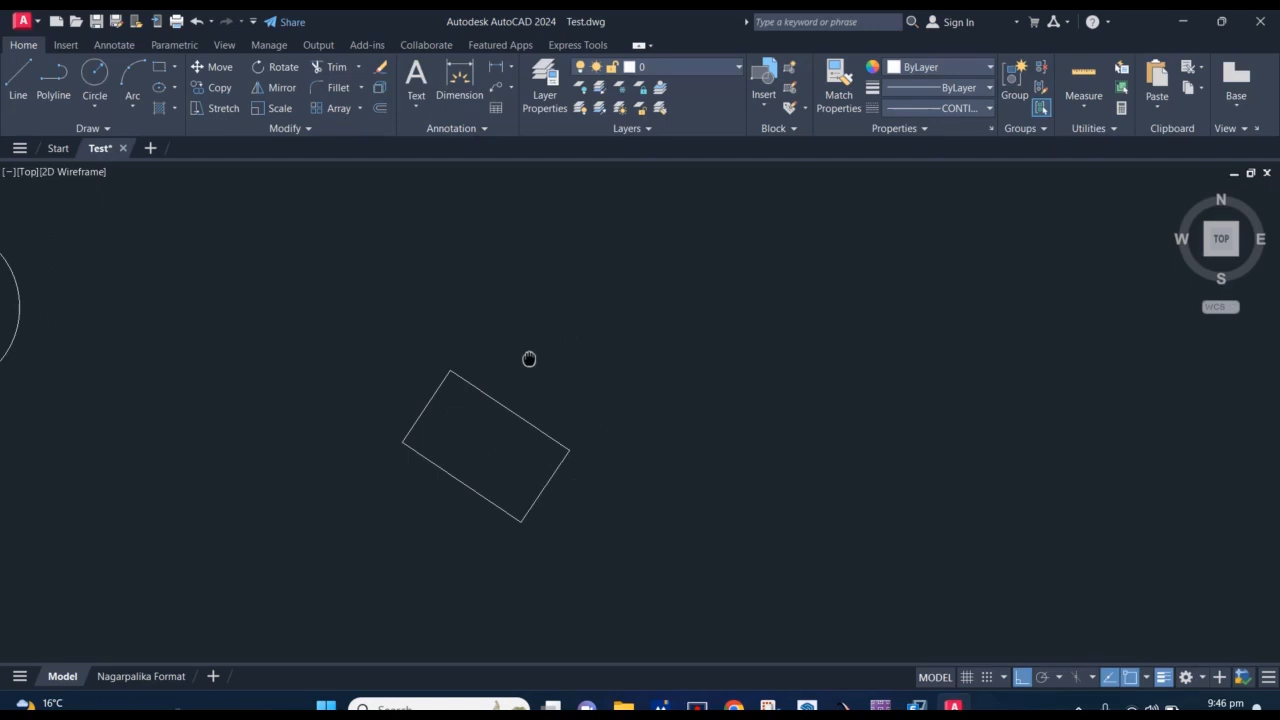 Share Autodesk AutoCAD 2024 Test.dwg Type a keyword or phrase Sign In
Home Insert Annotate Parametric View Manage Output Add-ins Collaborate Featured Apps Express Tools
Line Polyline Circle Arc
Move Rotate Trim
Copy Mirror Fillet
Stretch Scale Array
Text Dimension
Layer Properties
0
Insert
Match Properties
ByLayer
ByLayer
CONTI...
Group
Measure
Paste
Base
Draw Modify Annotation Layers Block Properties Groups Utilities Clipboard View
Start Test*
[−][Top][2D Wireframe]
N
W TOP E
S
WCS
Model Nagarpalika Format MODEL
16°C Search 9:46 pm